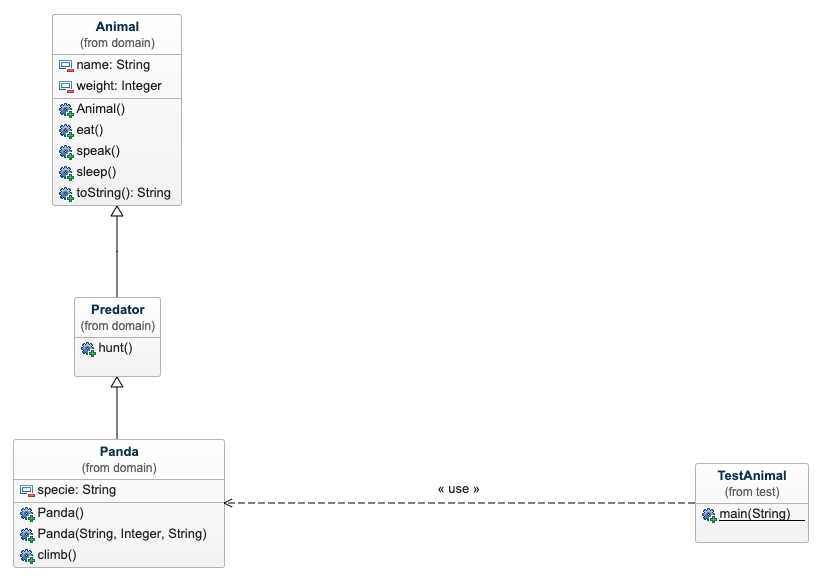 Animal
(from domain)
name: String
weight: Integer
Animal()
eat()
speak()
sleep()
toString(): String
Predator
(from domain)
hunt()
Panda
(from domain)
specie: String
Panda()
Panda(String, Integer, String)
climb()
« use »
TestAnimal
(from test)
main(String)